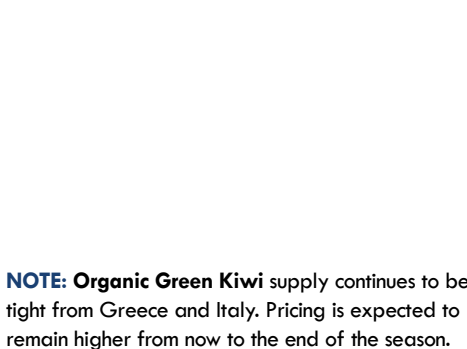 NOTE: Organic Green Kiwi supply continues to be
tight from Greece and Italy. Pricing is expected to
remain higher from now to the end of the season.